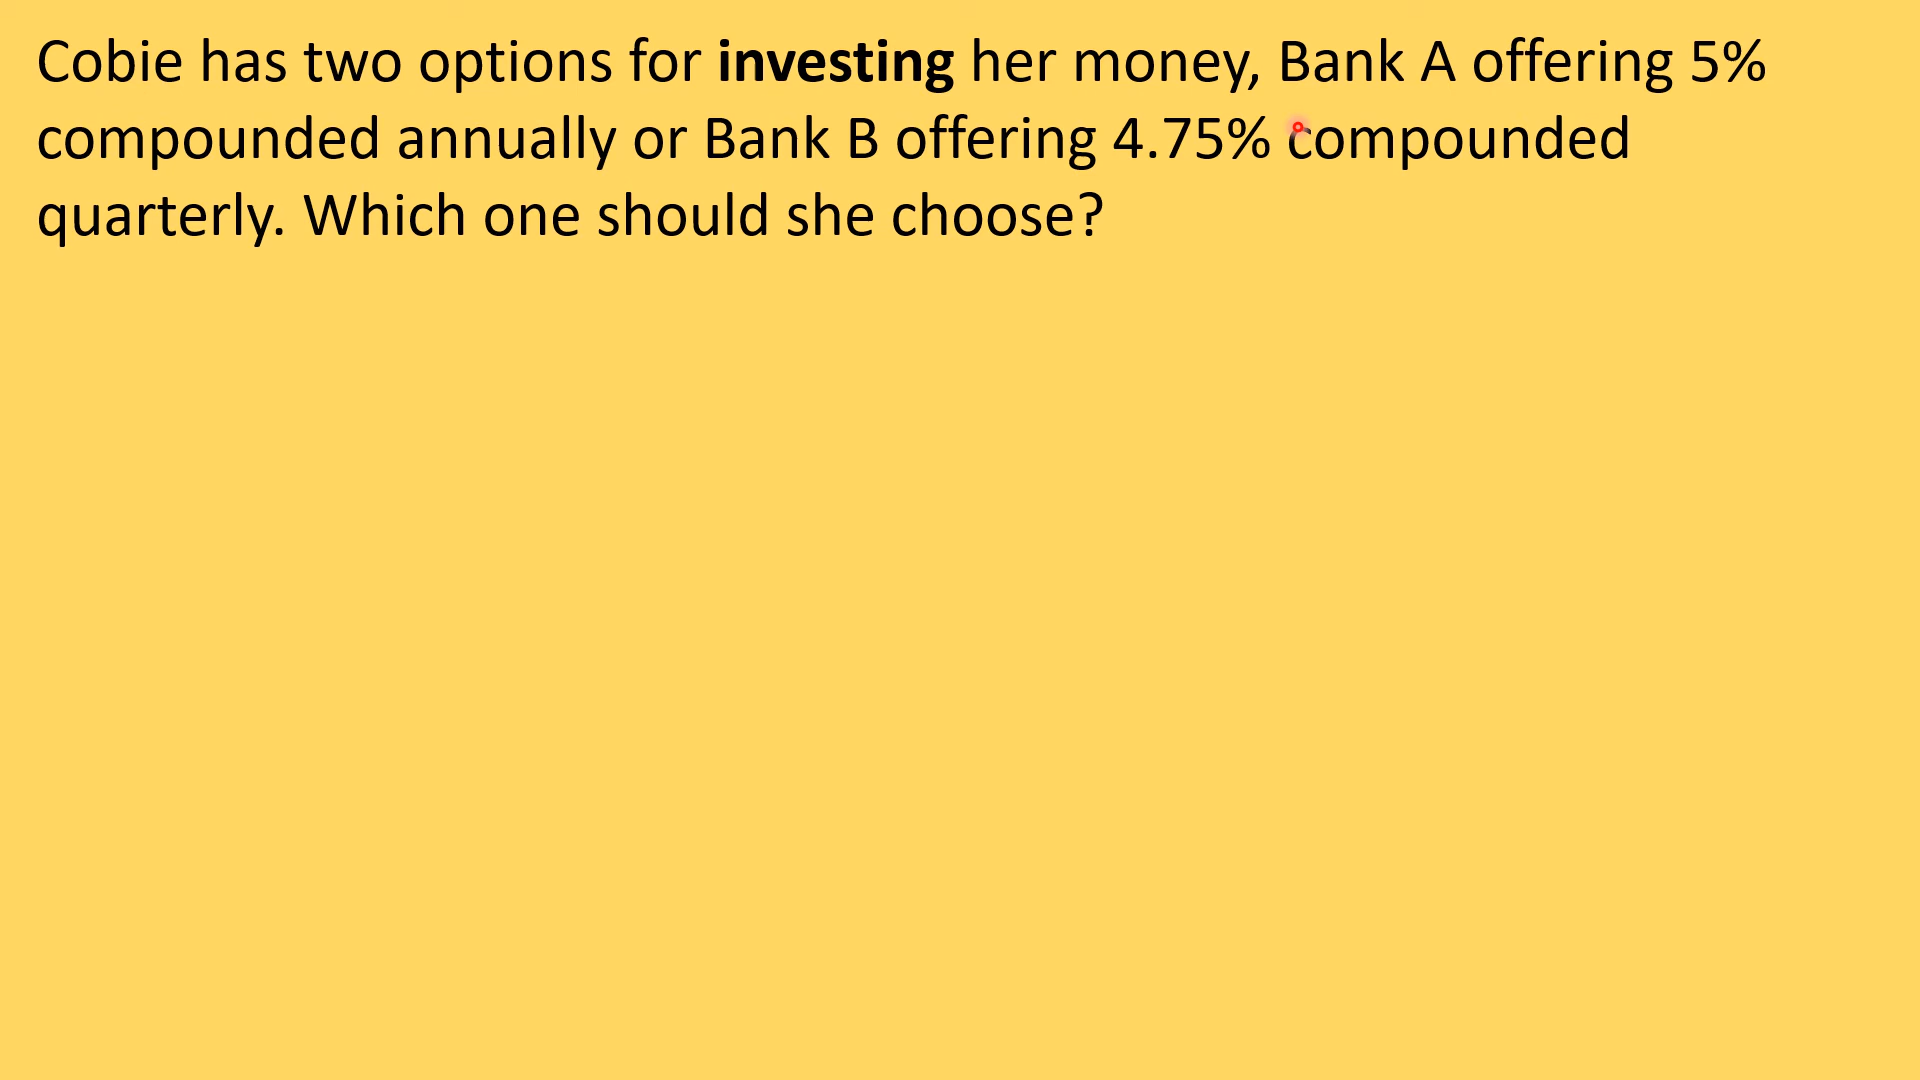 Cobie has two options for investing her money, Bank A offering 5%
compounded annually or Bank B offering 4.75% compounded
quarterly. Which one should she choose?